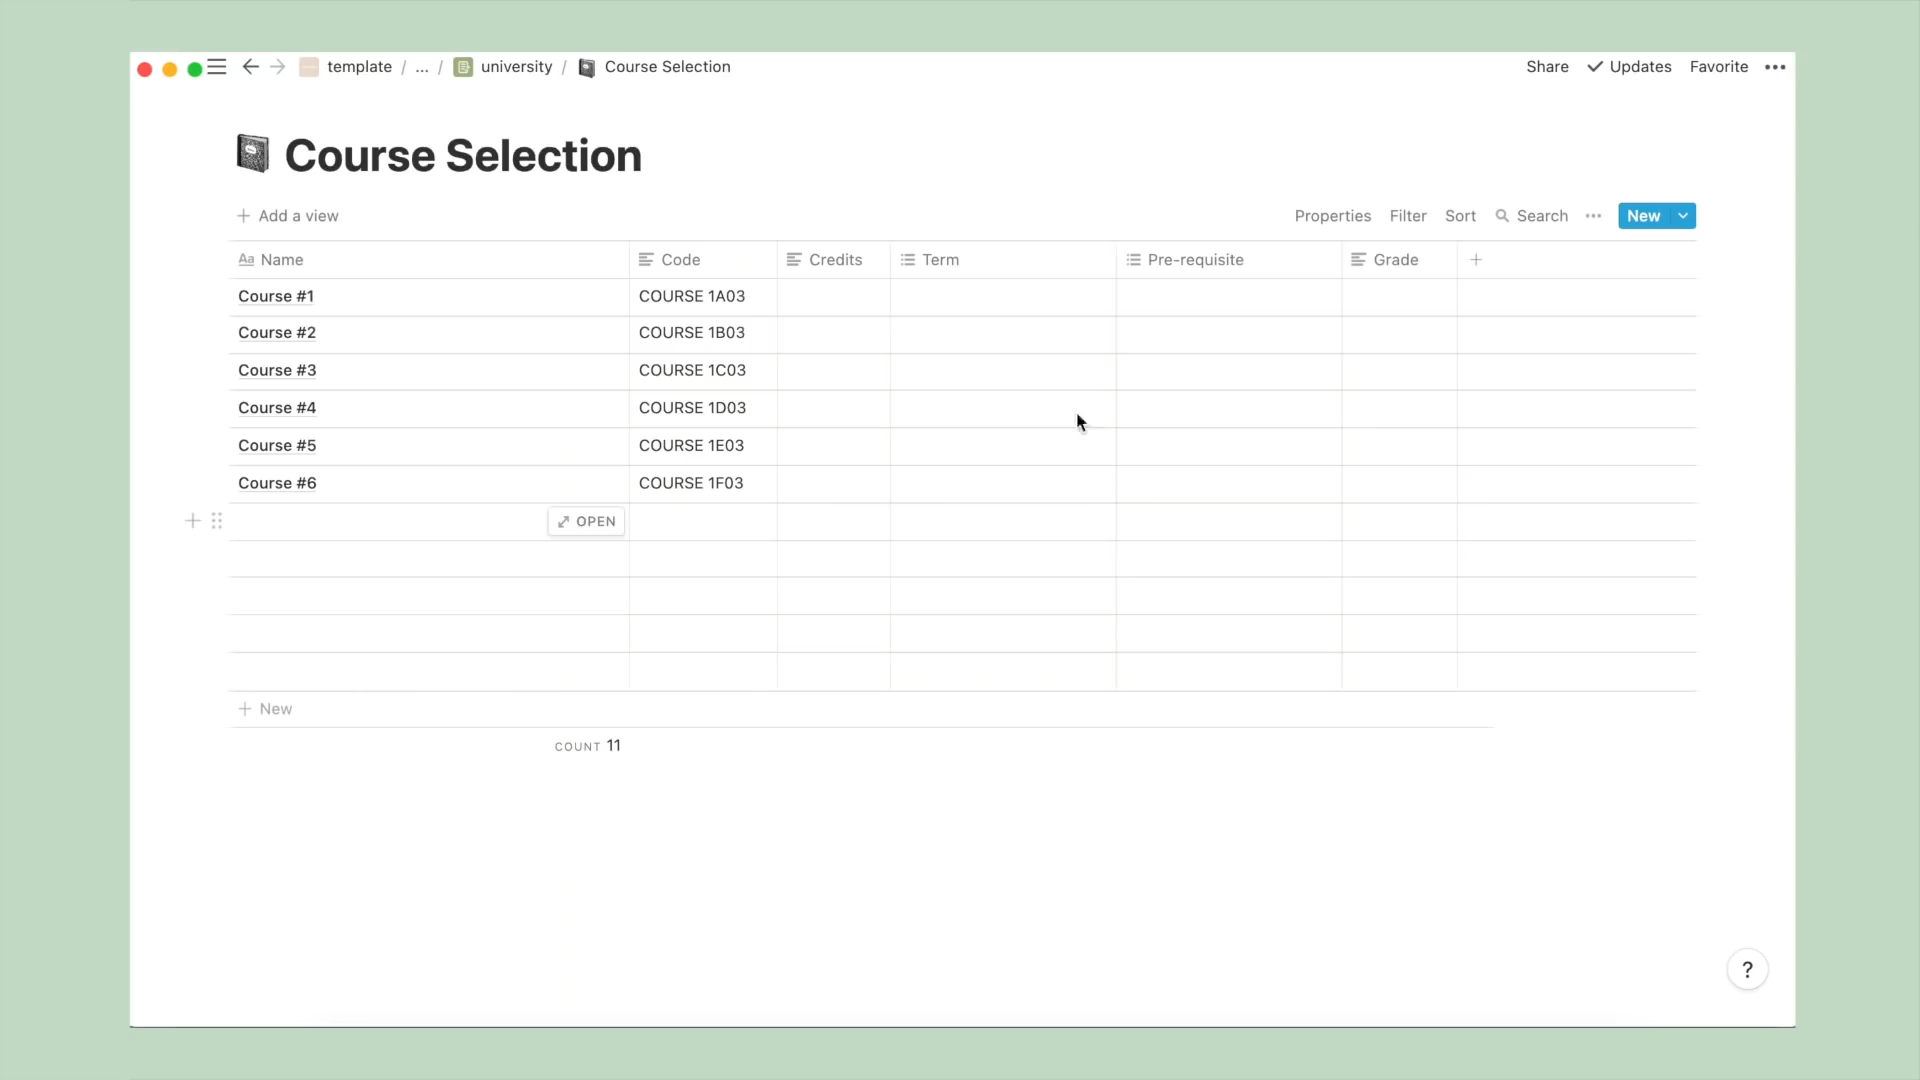 template / ... / university / Course Selection
Share Updates Favorite
Course Selection
Add a view
Properties Filter Sort Search New
Aa Name Code Credits Term Pre-requisite Grade
Course #1 COURSE 1A03
Course #2 COURSE 1B03
Course #3 COURSE 1C03
Course #4 COURSE 1D03
Course #5 COURSE 1E03
Course #6 COURSE 1F03
OPEN
New
COUNT 11
?